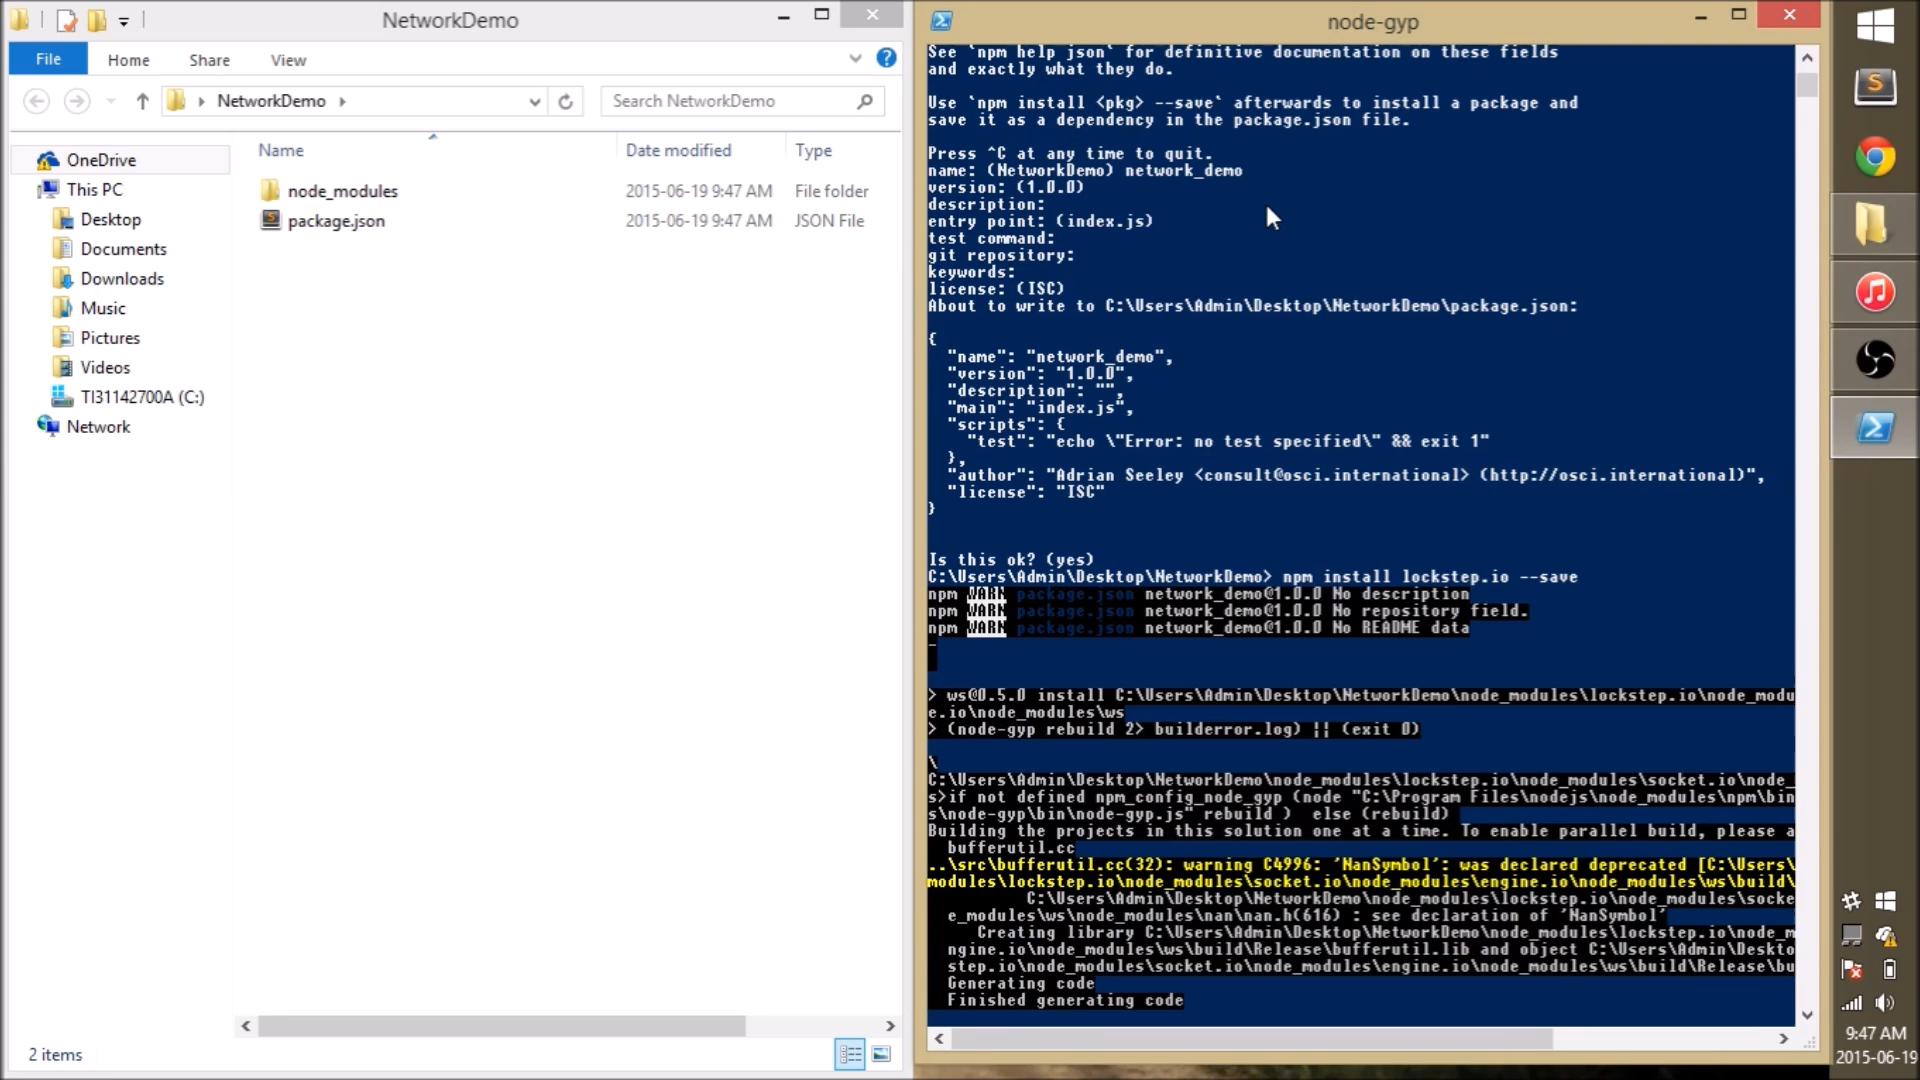 NetworkDemo
File
Home
Share
View
NetworkDemo
Search NetworkDemo
OneDrive
This PC
Desktop
Documents
Downloads
Music
Pictures
Videos
TI31142700A (C:)
Network
Name
Date modified
Type
node_modules
2015-06-19 9:47 AM
File folder
package.json
2015-06-19 9:47 AM
JSON File
2 items
node-gyp
See `npm help json` for definitive documentation on these fields
and exactly what they do.
Use `npm install <pkg> --save` afterwards to install a package and
save it as a dependency in the package.json file.
Press ^C at any time to quit.
name: (NetworkDemo) network_demo
version: (1.0.0)
description:
entry point: (index.js)
test command:
git repository:
keywords:
license: (ISC)
About to write to C:\Users\Admin\Desktop\NetworkDemo\package.json:
{
"name": "network_demo",
"version": "1.0.0",
"description": "",
"main": "index.js",
"scripts": {
"test": "echo \"Error: no test specified\" && exit 1"
},
"author": "Adrian Seeley <consult@osci.international> (http://osci.international)",
"license": "ISC"
}
Is this ok? (yes)
C:\Users\Admin\Desktop\NetworkDemo> npm install lockstep.io --save
npm WARN package.json network_demo@1.0.0 No description
npm WARN package.json network_demo@1.0.0 No repository field.
npm WARN package.json network_demo@1.0.0 No README data
-
> ws@0.5.0 install C:\Users\Admin\Desktop\NetworkDemo\node_modules\lockstep.io\node_modu
e.io\node_modules\ws
> (node-gyp rebuild 2> builderror.log) || (exit 0)
\
C:\Users\Admin\Desktop\NetworkDemo\node_modules\lockstep.io\node_modules\socket.io\node_
s>if not defined npm_config_node_gyp (node "C:\Program Files\nodejs\node_modules\npm\bin
s\node-gyp\bin\node-gyp.js" rebuild )  else (rebuild)
Building the projects in this solution one at a time. To enable parallel build, please a
bufferutil.cc
..\src\bufferutil.cc(32): warning C4996: 'NanSymbol': was declared deprecated [C:\Users\
modules\lockstep.io\node_modules\socket.io\node_modules\engine.io\node_modules\ws\build\
C:\Users\Admin\Desktop\NetworkDemo\node_modules\lockstep.io\node_modules\socke
e_modules\ws\node_modules\nan\nan.h(616) : see declaration of 'NanSymbol'
Creating library C:\Users\Admin\Desktop\NetworkDemo\node_modules\lockstep.io\node_m
ngine.io\node_modules\ws\build\Release\bufferutil.lib and object C:\Users\Admin\Deskto
step.io\node_modules\socket.io\node_modules\engine.io\node_modules\ws\build\Release\bu
Generating code
Finished generating code
9:47 AM
2015-06-19